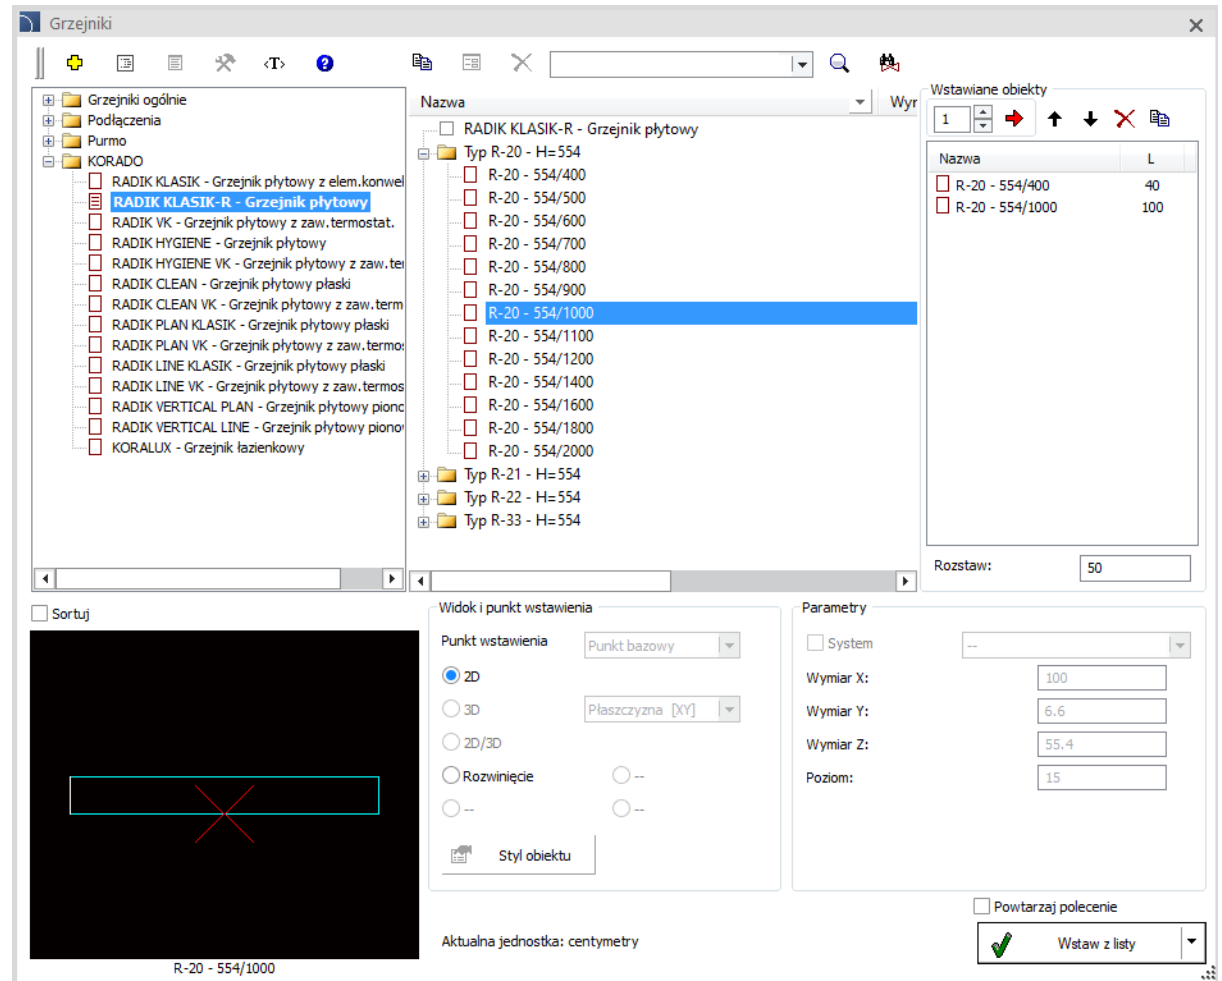 Grzejniki
‹T›
Grzejniki ogólnie
Podłączenia
Purmo
KORADO
RADIK KLASIK - Grzejnik płytowy z elem.konwek
RADIK KLASIK-R - Grzejnik płytowy
RADIK VK - Grzejnik płytowy z zaw.termostat.
RADIK HYGIENE - Grzejnik płytowy
RADIK HYGIENE VK - Grzejnik płytowy z zaw.ter
RADIK CLEAN - Grzejnik płytowy płaski
RADIK CLEAN VK - Grzejnik płytowy z zaw.term
RADIK PLAN KLASIK - Grzejnik płytowy płaski
RADIK PLAN VK - Grzejnik płytowy z zaw.termos
RADIK LINE KLASIK - Grzejnik płytowy płaski
RADIK LINE VK - Grzejnik płytowy z zaw.termos
RADIK VERTICAL PLAN - Grzejnik płytowy pionc
RADIK VERTICAL LINE - Grzejnik płytowy pionov
KORALUX - Grzejnik łazienkowy
Nazwa Wyr
RADIK KLASIK-R - Grzejnik płytowy
Typ R-20 - H=554
R-20 - 554/400
R-20 - 554/500
R-20 - 554/600
R-20 - 554/700
R-20 - 554/800
R-20 - 554/900
R-20 - 554/1000
R-20 - 554/1100
R-20 - 554/1200
R-20 - 554/1400
R-20 - 554/1600
R-20 - 554/1800
R-20 - 554/2000
Typ R-21 - H=554
Typ R-22 - H=554
Typ R-33 - H=554
Wstawiane obiekty
1
Nazwa L
R-20 - 554/400 40
R-20 - 554/1000 100
Rozstaw: 50
Sortuj
R-20 - 554/1000
Widok i punkt wstawienia
Punkt wstawienia Punkt bazowy
2D
3D Płaszczyzna [XY]
2D/3D
Rozwinięcie --
-- --
Styl obiektu
Aktualna jednostka: centymetry
Parametry
System --
Wymiar X: 100
Wymiar Y: 6.6
Wymiar Z: 55.4
Poziom: 15
Powtarzaj polecenie
Wstaw z listy